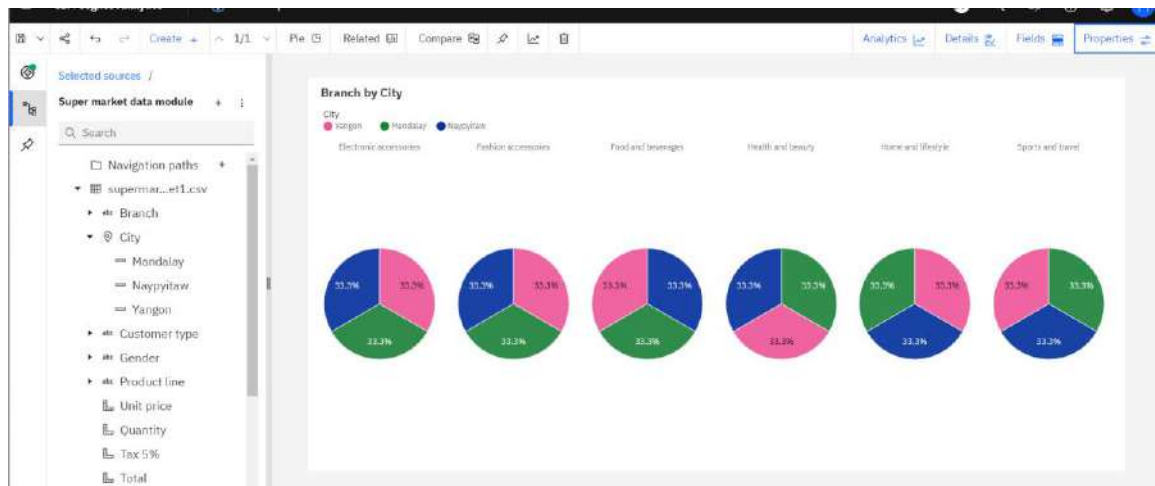 Create + 1/1 Pie Related Compare Analytics Details Fields Properties
Selected sources /
Super market data module + ⋮
Search
Navigation paths +
supermar...et1.csv
abc Branch
City
Mandalay
Naypyitaw
Yangon
abc Customer type
abc Gender
abc Product line
Unit price
Quantity
Tax 5%
Total
Branch by City
City
Yangon Mandalay Naypyitaw
Electronic accessories Fashion accessories Food and beverages Health and beauty Home and lifestyle Sports and travel
33.3% 33.3% 33.3% 33.3% 33.3% 33.3% 33.3% 33.3% 33.3% 33.3% 33.3% 33.3%
33.3% 33.3% 33.3% 33.3% 33.3% 33.3%